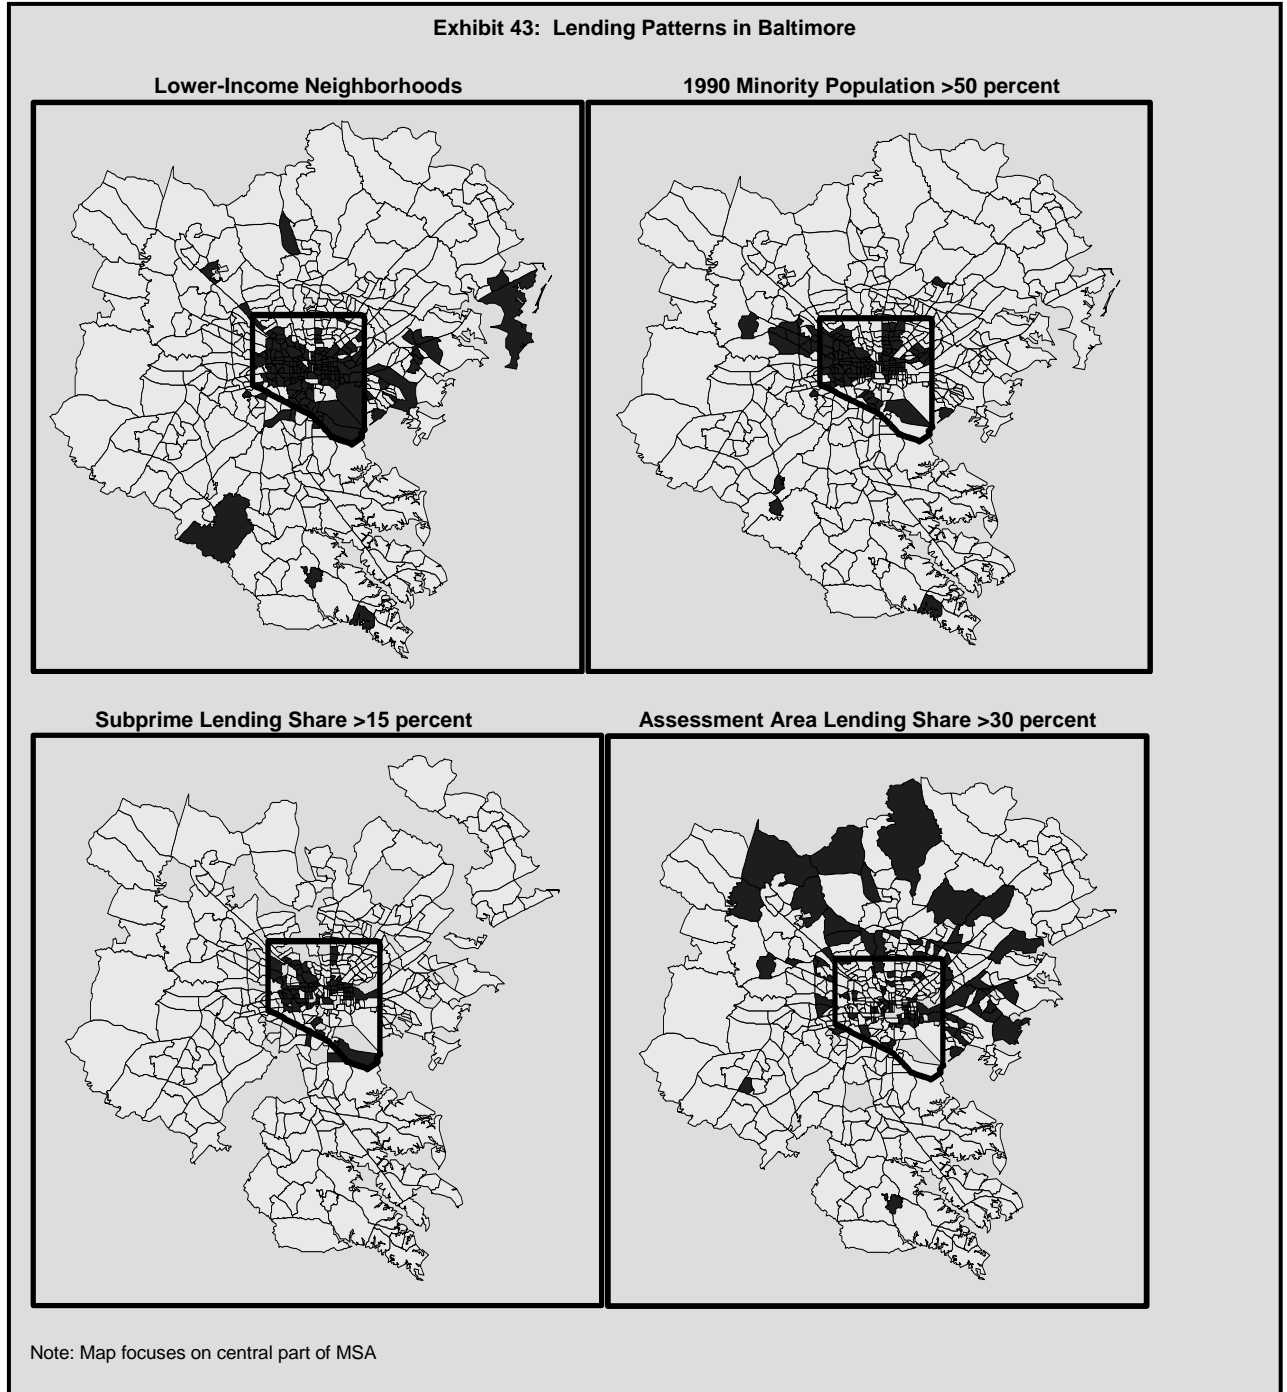 Exhibit 43:  Lending Patterns in Baltimore
Lower-Income Neighborhoods
1990 Minority Population >50 percent
Subprime Lending Share >15 percent
Assessment Area Lending Share >30 percent
Note: Map focuses on central part of MSA